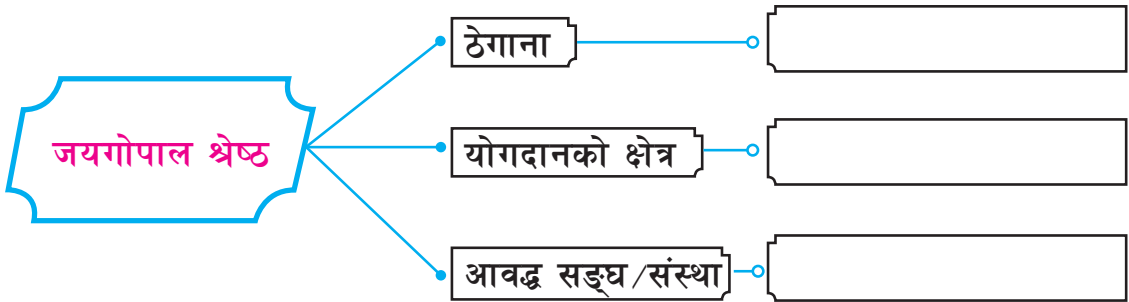 ठेगाना
जयगोपाल श्रेष्ठ
योगदानको क्षेत्र
आवद्ध सङ्घ/संस्था